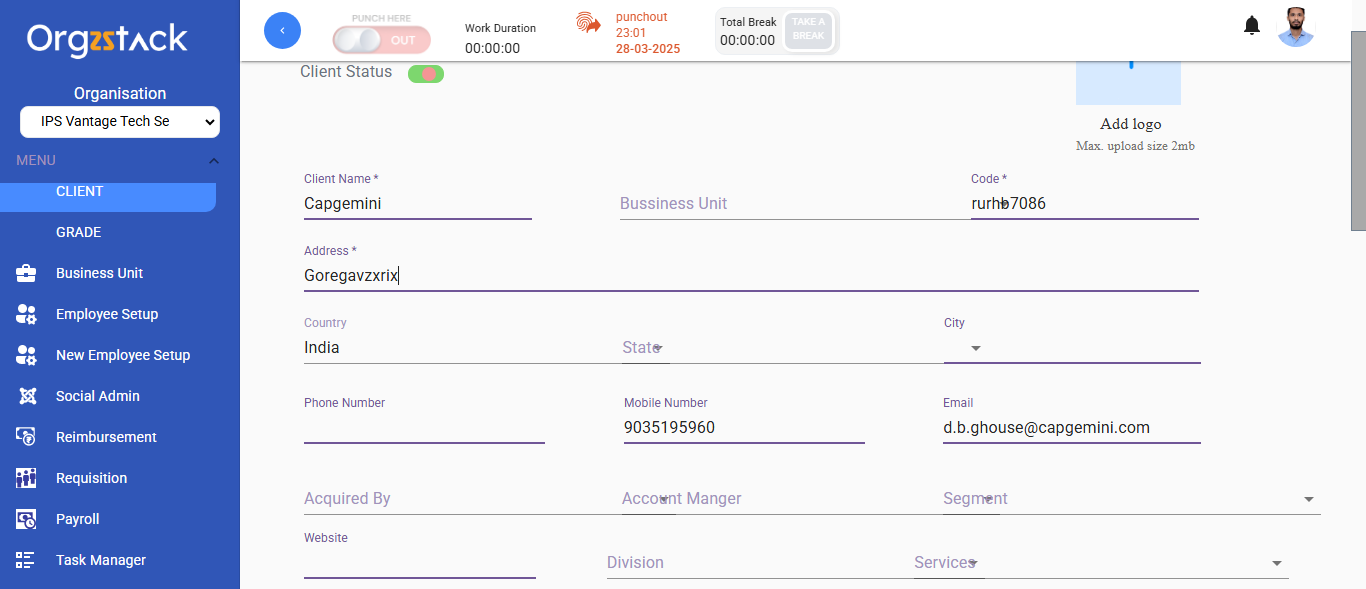 OrgzStack
Organisation
IPS Vantage Tech Se
MENU
CLIENT
GRADE
Business Unit
Employee Setup
New Employee Setup
Social Admin
Reimbursement
Requisition
Payroll
Task Manager
PUNCH HERE
OUT
Work Duration
00:00:00
punchout
23:01
28-03-2025
Total Break
00:00:00
TAKE A
BREAK
Client Status
Add logo
Max. upload size 2mb
Client Name *
Capgemini
Bussiness Unit
Code *
rurhb7086
Address *
Goregavzxrix
Country
India
State
City
Phone Number
Mobile Number
9035195960
Email
d.b.ghouse@capgemini.com
Acquired By
Account Manger
Segment
Website
Division
Services